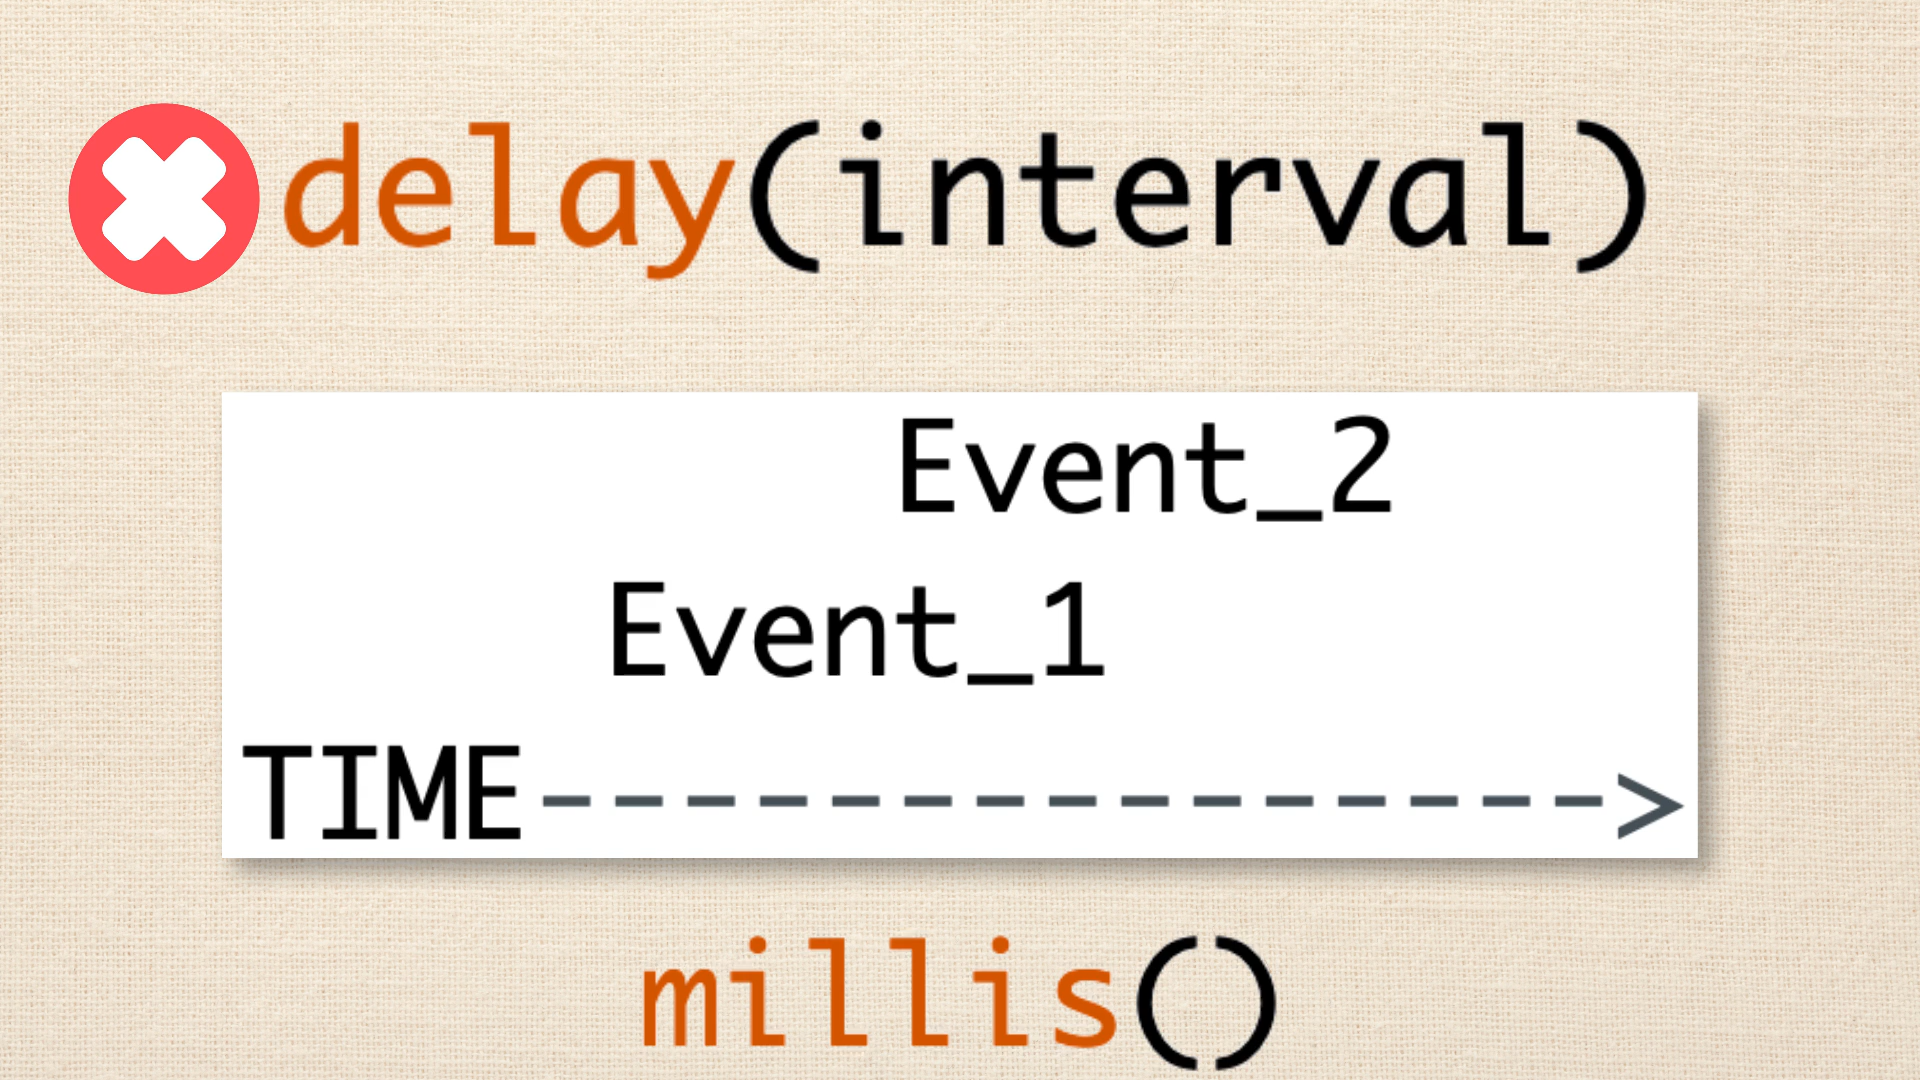 delay(interval)
Event_2
Event_1
TIME--------------->
millis()